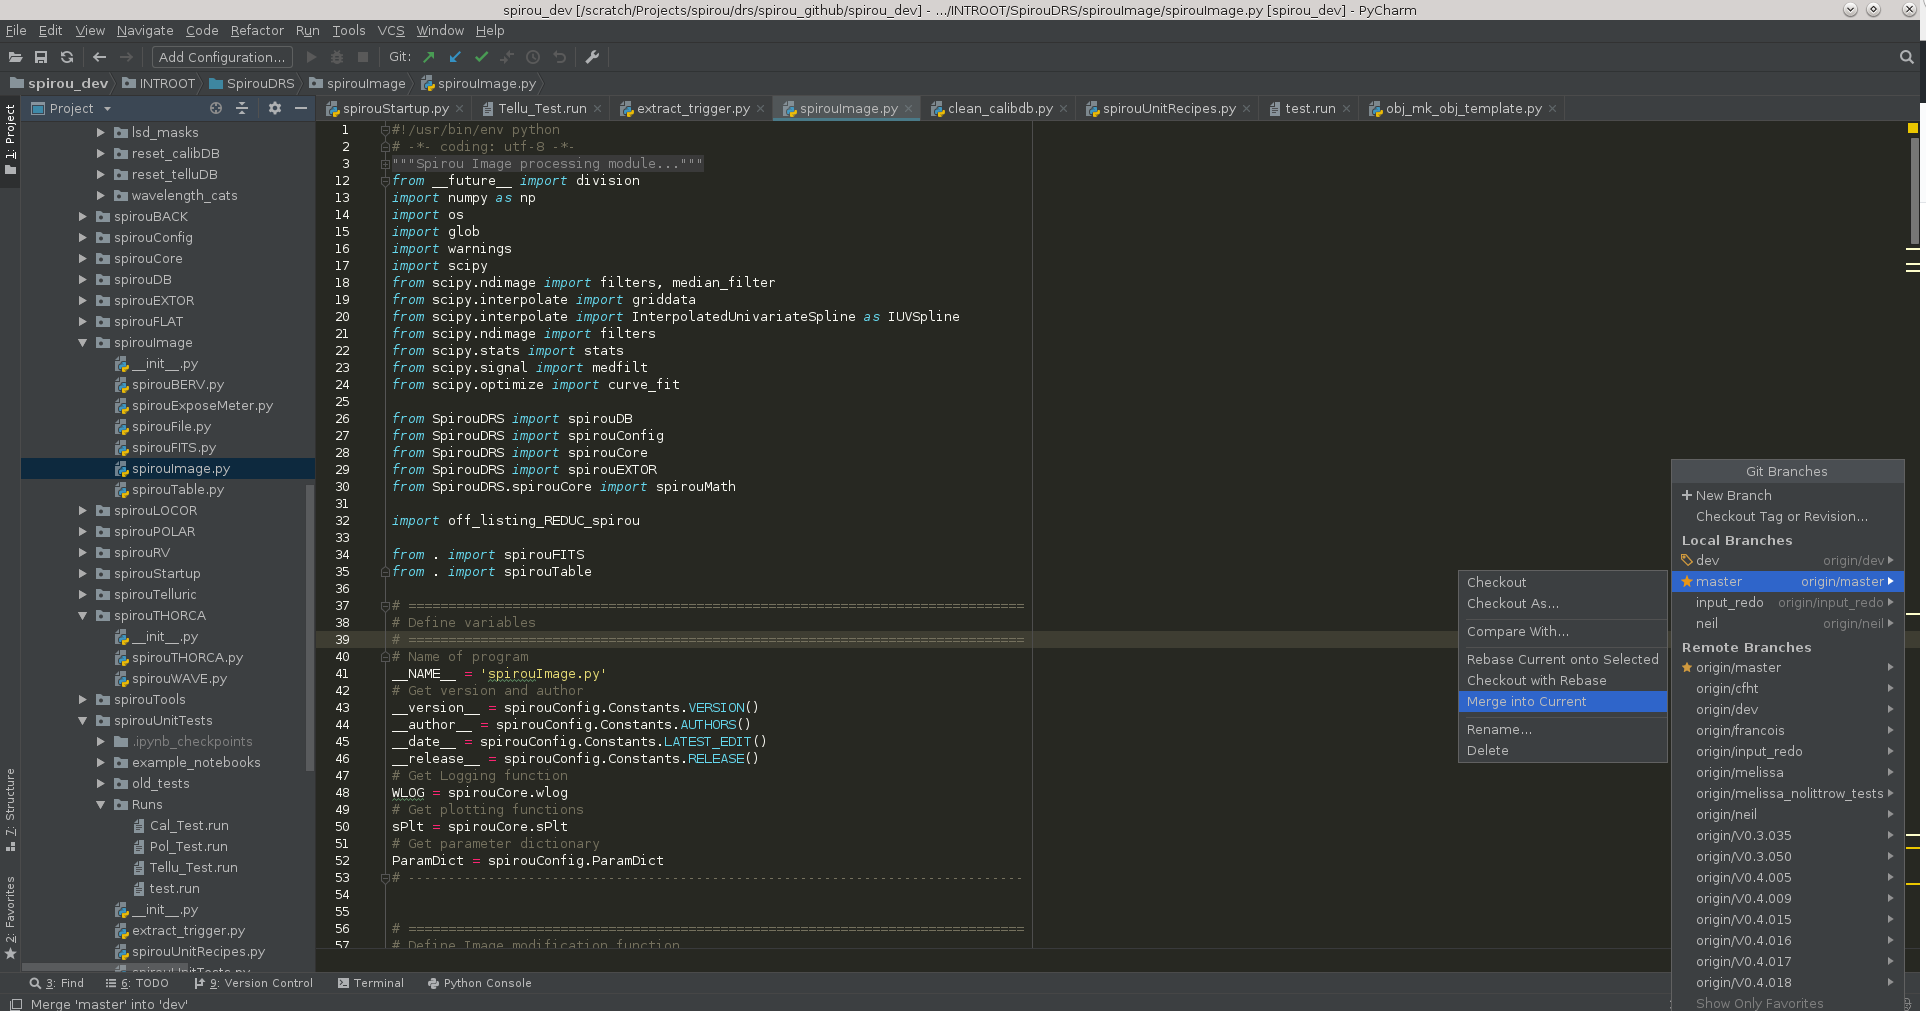 spirou_dev [/scratch/Projects/spirou/drs/spirou_github/spirou_dev] - .../INTROOT/SpirouDRS/spirouImage/spirouImage.py [spirou_dev] - PyCharm
File Edit View Navigate Code Refactor Run Tools VCS Window Help
Add Configuration... Git:
spirou_dev INTROOT SpirouDRS spirouImage spirouImage.py
Project
spirouStartup.py Tellu_Test.run extract_trigger.py spirouImage.py clean_calibdb.py spirouUnitRecipes.py test.run obj_mk_obj_template.py
1: Project
7: Structure
2: Favorites
lsd_masks
reset_calibDB
reset_telluDB
wavelength_cats
spirouBACK
spirouConfig
spirouCore
spirouDB
spirouEXTOR
spirouFLAT
spirouImage
__init__.py
spirouBERV.py
spirouExposeMeter.py
spirouFile.py
spirouFITS.py
spirouImage.py
spirouTable.py
spirouLOCOR
spirouPOLAR
spirouRV
spirouStartup
spirouTelluric
spirouTHORCA
__init__.py
spirouTHORCA.py
spirouWAVE.py
spirouTools
spirouUnitTests
.ipynb_checkpoints
example_notebooks
old_tests
Runs
Cal_Test.run
Pol_Test.run
Tellu_Test.run
test.run
__init__.py
extract_trigger.py
spirouUnitRecipes.py
spirouUnitTests.py
1 #!/usr/bin/env python
2 # -*- coding: utf-8 -*-
3 """Spirou Image processing module..."""
12 from __future__ import division
13 import numpy as np
14 import os
15 import glob
16 import warnings
17 import scipy
18 from scipy.ndimage import filters, median_filter
19 from scipy.interpolate import griddata
20 from scipy.interpolate import InterpolatedUnivariateSpline as IUVSpline
21 from scipy.ndimage import filters
22 from scipy.stats import stats
23 from scipy.signal import medfilt
24 from scipy.optimize import curve_fit
25
26 from SpirouDRS import spirouDB
27 from SpirouDRS import spirouConfig
28 from SpirouDRS import spirouCore
29 from SpirouDRS import spirouEXTOR
30 from SpirouDRS.spirouCore import spirouMath
31
32 import off_listing_REDUC_spirou
33
34 from . import spirouFITS
35 from . import spirouTable
36
37 # =============================================================================
38 # Define variables
39 # =============================================================================
40 # Name of program
41 __NAME__ = 'spirouImage.py'
42 # Get version and author
43 __version__ = spirouConfig.Constants.VERSION()
44 __author__ = spirouConfig.Constants.AUTHORS()
45 __date__ = spirouConfig.Constants.LATEST_EDIT()
46 __release__ = spirouConfig.Constants.RELEASE()
47 # Get Logging function
48 WLOG = spirouCore.wlog
49 # Get plotting functions
50 sPlt = spirouCore.sPlt
51 # Get parameter dictionary
52 ParamDict = spirouConfig.ParamDict
53 # -----------------------------------------------------------------------------
54
55
56 # =============================================================================
57 # Define Image modification function
Checkout
Checkout As...
Compare With...
Rebase Current onto Selected
Checkout with Rebase
Merge into Current
Rename...
Delete
Git Branches
+ New Branch
Checkout Tag or Revision...
Local Branches
dev origin/dev
master origin/master
input_redo origin/input_redo
neil origin/neil
Remote Branches
origin/master
origin/cfht
origin/dev
origin/francois
origin/input_redo
origin/melissa
origin/melissa_nolittrow_tests
origin/neil
origin/V0.3.035
origin/V0.3.050
origin/V0.4.005
origin/V0.4.009
origin/V0.4.015
origin/V0.4.016
origin/V0.4.017
origin/V0.4.018
Show Only Favorites
3: Find 6: TODO 9: Version Control Terminal Python Console
Merge 'master' into 'dev'